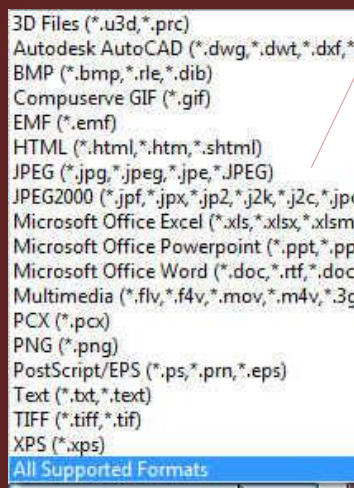 3D Files (*.u3d,*.prc)
Autodesk AutoCAD (*.dwg,*.dwt,*.dxf,*
BMP (*.bmp,*.rle,*.dib)
Compuserve GIF (*.gif)
EMF (*.emf)
HTML (*.html,*.htm,*.shtml)
JPEG (*.jpg,*.jpeg,*.jpe,*.JPEG)
JPEG2000 (*.jpf,*.jpx,*.jp2,*.j2k,*.j2c,*.jpc
Microsoft Office Excel (*.xls,*.xlsx,*.xlsm
Microsoft Office Powerpoint (*.ppt,*.pp
Microsoft Office Word (*.doc,*.rtf,*.doc
Multimedia (*.flv,*.f4v,*.mov,*.m4v,*.3g
PCX (*.pcx)
PNG (*.png)
PostScript/EPS (*.ps,*.prn,*.eps)
Text (*.txt,*.text)
TIFF (*.tiff,*.tif)
XPS (*.xps)
All Supported Formats